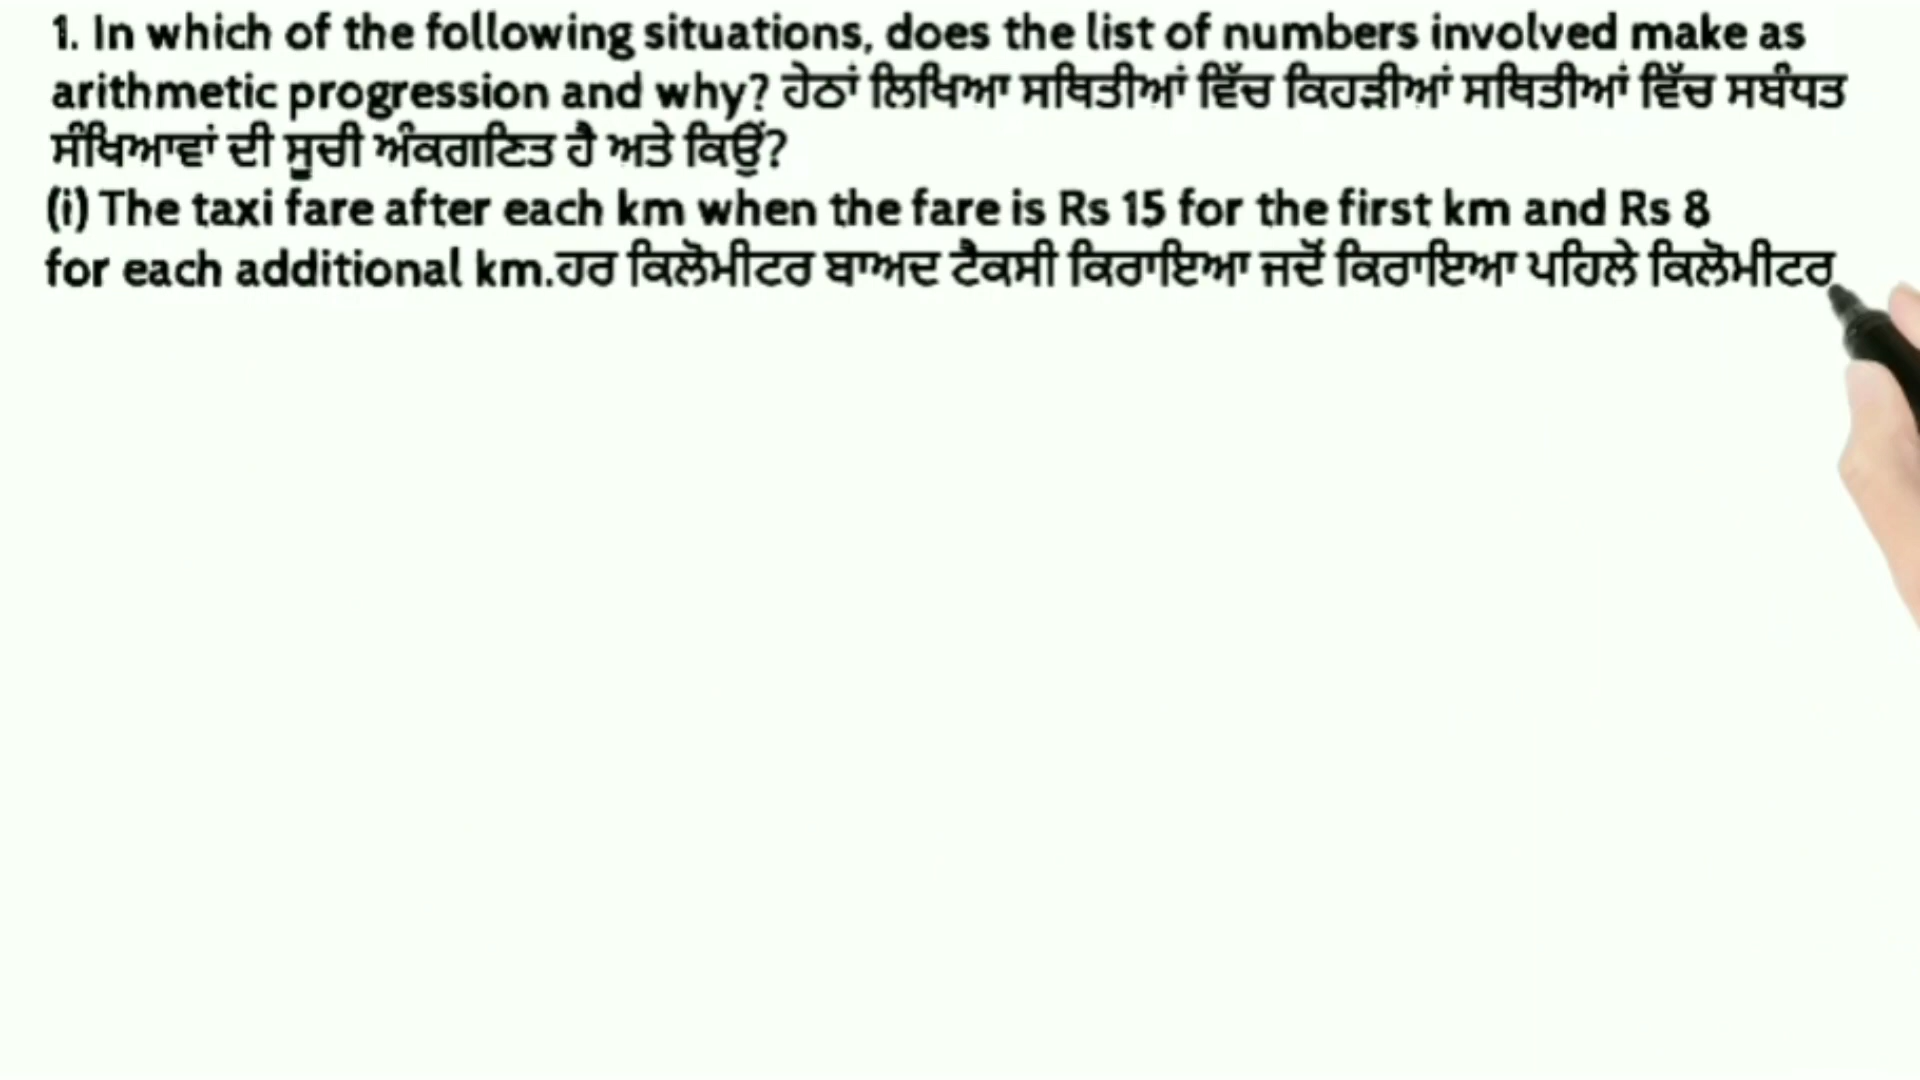 1. In which of the following situations, does the list of numbers involved make as
arithmetic progression and why? ਹੇਠਾਂ ਲਿਖਿਆ ਸਥਿਤੀਆਂ ਵਿੱਚ ਕਿਹੜੀਆਂ ਸਥਿਤੀਆਂ ਵਿੱਚ ਸਬੰਧਤ
ਸੰਖਿਆਵਾਂ ਦੀ ਸੂਚੀ ਅੰਕਗਣਿਤ ਹੈ ਅਤੇ ਕਿਉਂ?
(i) The taxi fare after each km when the fare is Rs 15 for the first km and Rs 8
for each additional km.ਹਰ ਕਿਲੋਮੀਟਰ ਬਾਅਦ ਟੈਕਸੀ ਕਿਰਾਇਆ ਜਦੋਂ ਕਿਰਾਇਆ ਪਹਿਲੇ ਕਿਲੋਮੀਟਰ